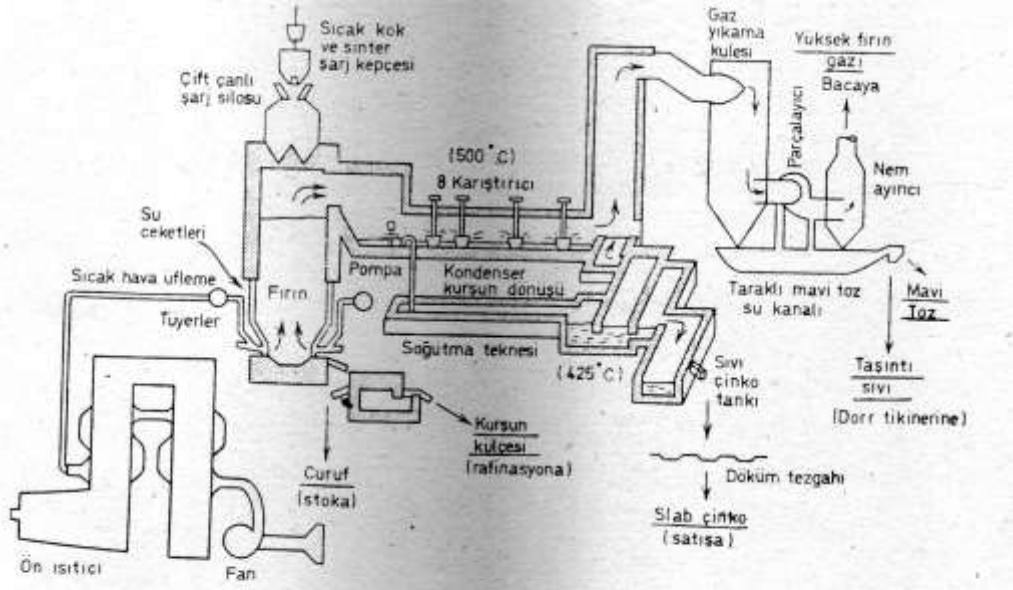 Sıcak kok
ve sinter
şarj kepçesi
Çift çanlı
şarj silosu
Gaz
yıkama
kulesi
Yüksek fırın
gazı
Bacaya
Parçalayıcı
Nem
ayırıcı
(500°C)
8 Karıştırıcı
Su
ceketleri
Sıcak hava üfleme
Tüyerler
Fırın
Pompa
Kondenser
kurşun dönüşü
Soğutma teknesi
(425°C)
Sıvı
çinko
tankı
Taraklı mavi toz
su kanalı
Mavi
Toz
Taşıntı
sıvı
(Dorr tikinerine)
Kurşun
külçesi
(rafinasyona)
Curuf
(stoka)
Döküm tezgahı
Slab çinko
(satışa)
Ön ısıtıcı
Fan